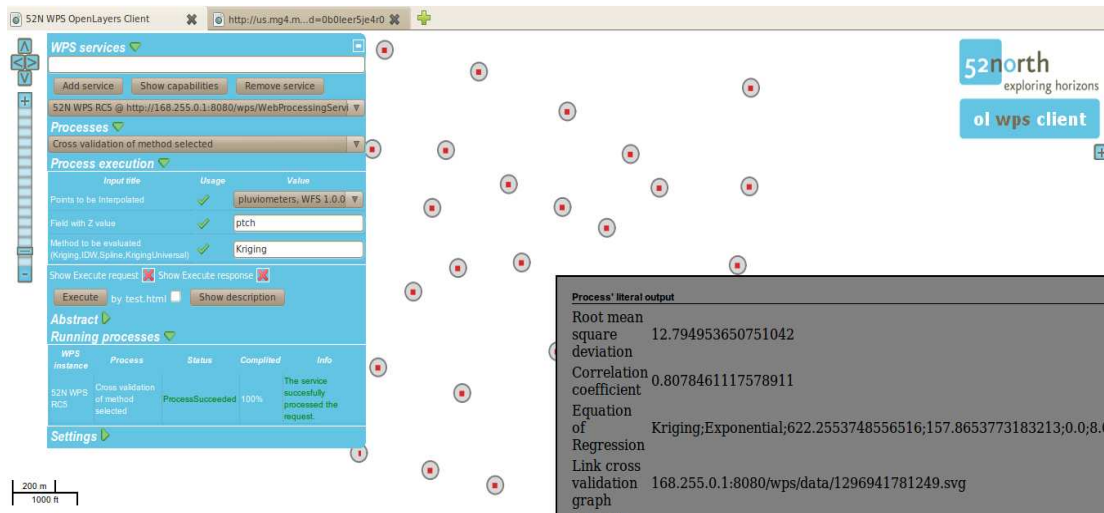 52N WPS OpenLayers Client
http://us.mg4.m...d=0b0leer5je4r0
WPS services
Add service Show capabilities Remove service
52N WPS RC5 @ http://168.255.0.1:8080/wps/WebProcessingServi
Processes
Cross validation of method selected
Process execution
Input title Usage Value
Points to be Interpolated pluviometers, WFS 1.0.0
Field with Z value ptch
Method to be evaluated
(Kriging,IDW,Spline,KrigingUniversal) Kriging
Show Execute request Show Execute response
Execute by test.html Show description
Abstract
Running processes
WPS
Instance Process Status Complited Info
52N WPS
RC5
Cross validation
of method
selected
ProcessSucceeded 100%
The service
succesfully
processed the
request.
Settings
200 m
1000 ft
52north
exploring horizons
ol wps client
Process' literal output
Root mean
square
deviation
12.794953650751042
Correlation
coefficient
0.8078461117578911
Equation
of
Regression
Kriging;Exponential;622.2553748556516;157.8653773183213;0.0;8.0
Link cross
validation
graph
168.255.0.1:8080/wps/data/1296941781249.svg